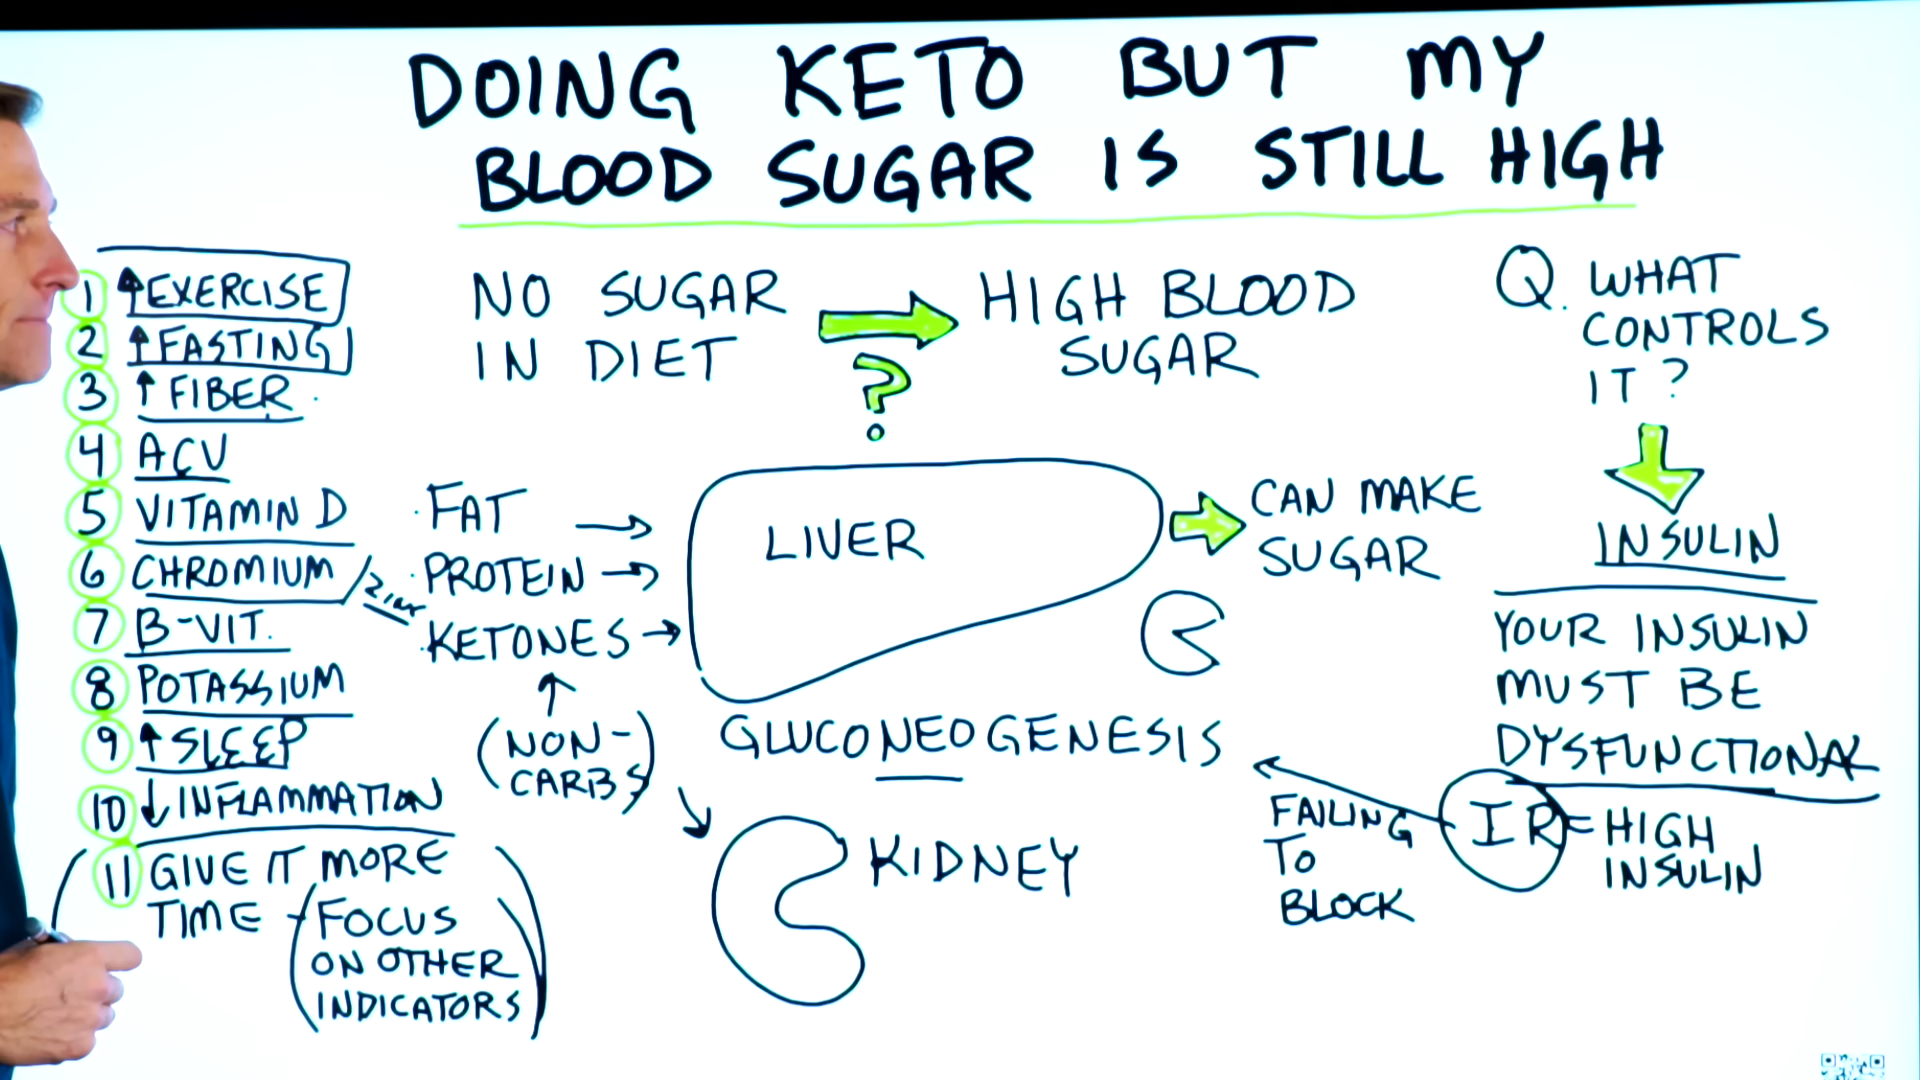 DOING KETO BUT MY
BLOOD SUGAR IS STILL HIGH
1 ↑EXERCISE
2 ↑FASTING
3 ↑FIBER
4 ACV
5 VITAMIN D
6 CHROMIUM / ZINC
7 B-VIT.
8 POTASSIUM
9 ↑SLEEP
10 ↓INFLAMMATION
11 GIVE IT MORE
TIME - (FOCUS
ON OTHER
INDICATORS)
NO SUGAR
IN DIET
?
HIGH BLOOD
SUGAR
FAT →
PROTEIN →
KETONES →
↑
(NON-
CARBS)
LIVER
CAN MAKE
SUGAR
GLUCONEOGENESIS
KIDNEY
Q. WHAT
CONTROLS
IT?
INSULIN
YOUR INSULIN
MUST BE
DYSFUNCTIONAL
IR = HIGH
INSULIN
FAILING
TO
BLOCK